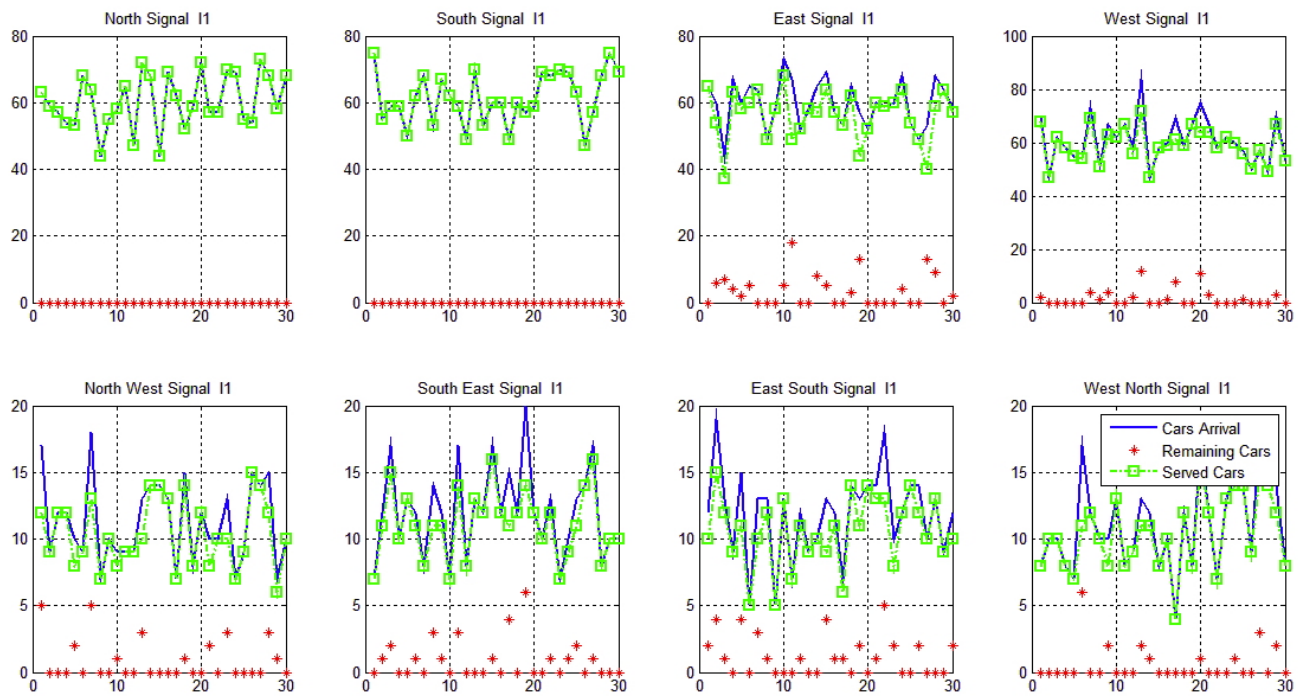 North Signal I1
South Signal I1
East Signal I1
West Signal I1
80
60
40
20
0
0 10 20 30
80
60
40
20
0
0 10 20 30
80
60
40
20
0
0 10 20 30
100
80
60
40
20
0
0 10 20 30
North West Signal I1
South East Signal I1
East South Signal I1
West North Signal I1
20
15
10
5
0
0 10 20 30
20
15
10
5
0
0 10 20 30
20
15
10
5
0
0 10 20 30
20
15
10
5
0
0 10 20 30
Cars Arrival
Remaining Cars
Served Cars